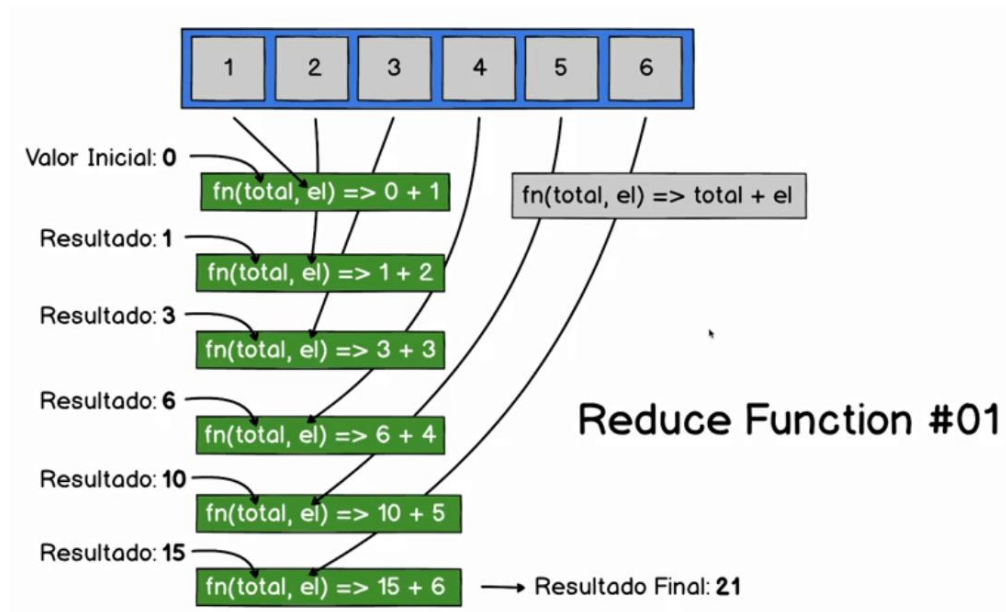 1 2 3 4 5 6
Valor Inicial: 0
fn(total, el) => 0 + 1
fn(total, el) => total + el
Resultado: 1
fn(total, el) => 1 + 2
Resultado: 3
fn(total, el) => 3 + 3
Resultado: 6
fn(total, el) => 6 + 4
Reduce Function #01
Resultado: 10
fn(total, el) => 10 + 5
Resultado: 15
fn(total, el) => 15 + 6
Resultado Final: 21